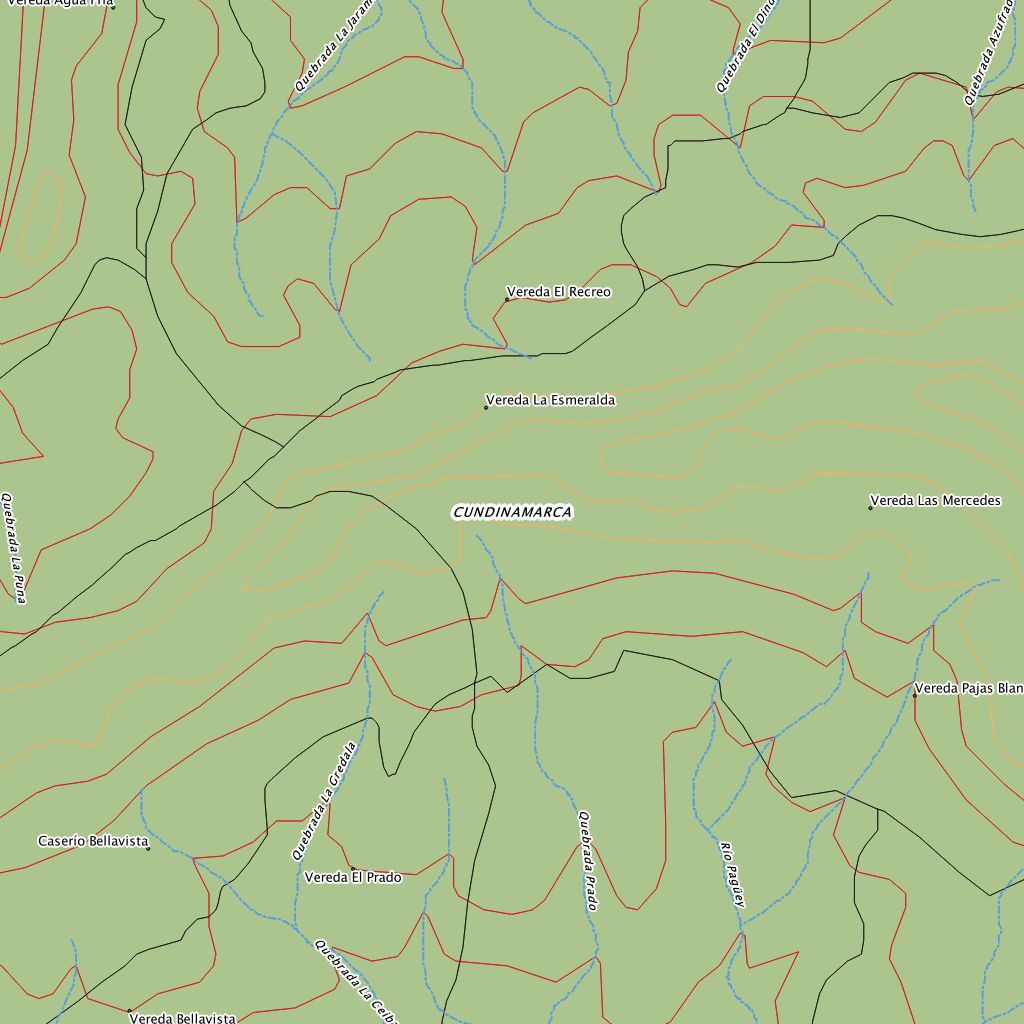 Vereda Agua Fría
Quebrada La Jaram
Quebrada El Dino
Quebrada Azufrad
Vereda El Recreo
Vereda La Esmeralda
Vereda Las Mercedes
CUNDINAMARCA
Quebrada La Puna
Vereda Pajas Blan
Quebrada La Gredala
Caserío Bellavista
Quebrada Prado
Río Pagüey
Vereda El Prado
Quebrada La Ceiba
Vereda Bellavista